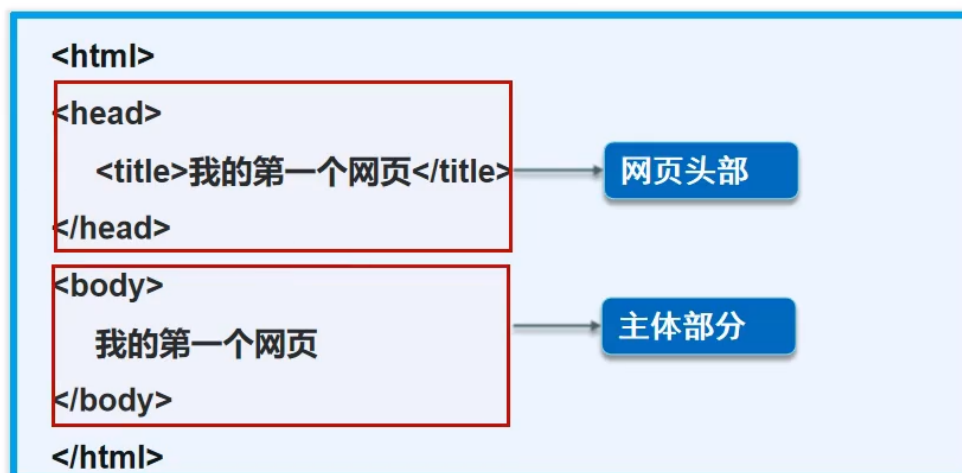 <html>
<head>
<title>我的第一个网页</title>
网页头部
</head>
<body>
我的第一个网页
主体部分
</body>
</html>